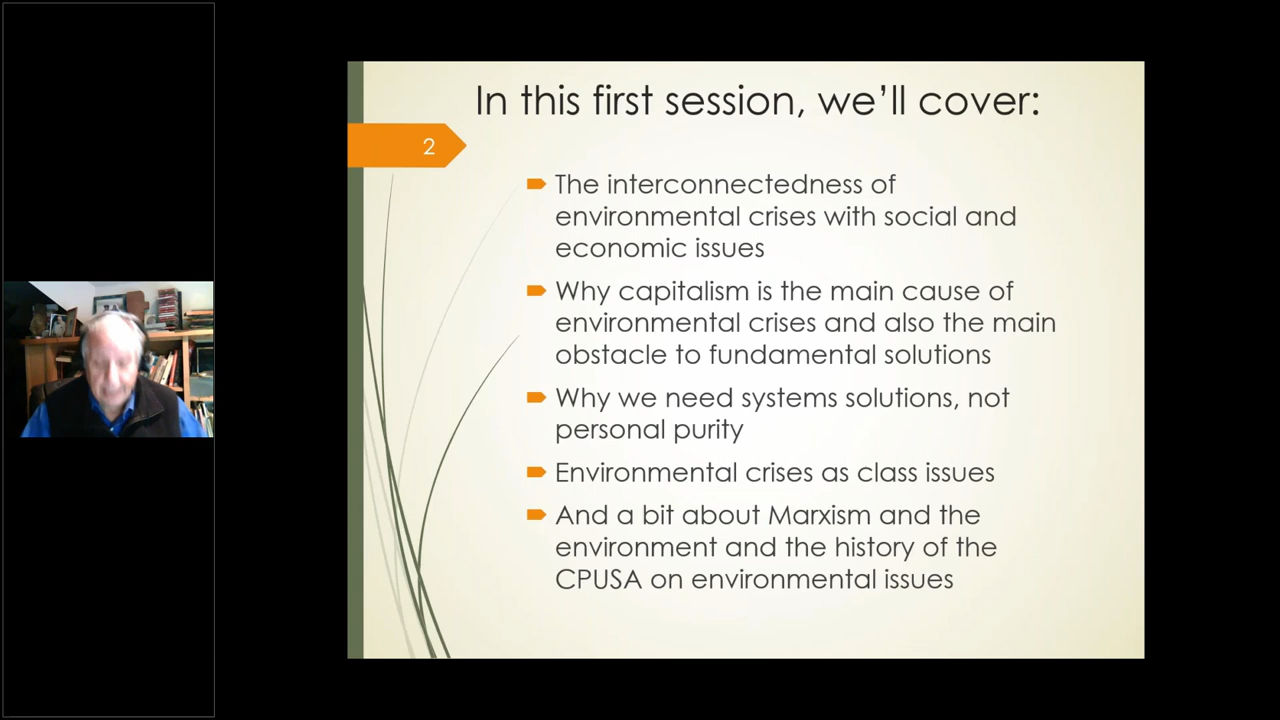 In this first session, we’ll cover:
2
The interconnectedness of
environmental crises with social and
economic issues
Why capitalism is the main cause of
environmental crises and also the main
obstacle to fundamental solutions
Why we need systems solutions, not
personal purity
Environmental crises as class issues
And a bit about Marxism and the
environment and the history of the
CPUSA on environmental issues